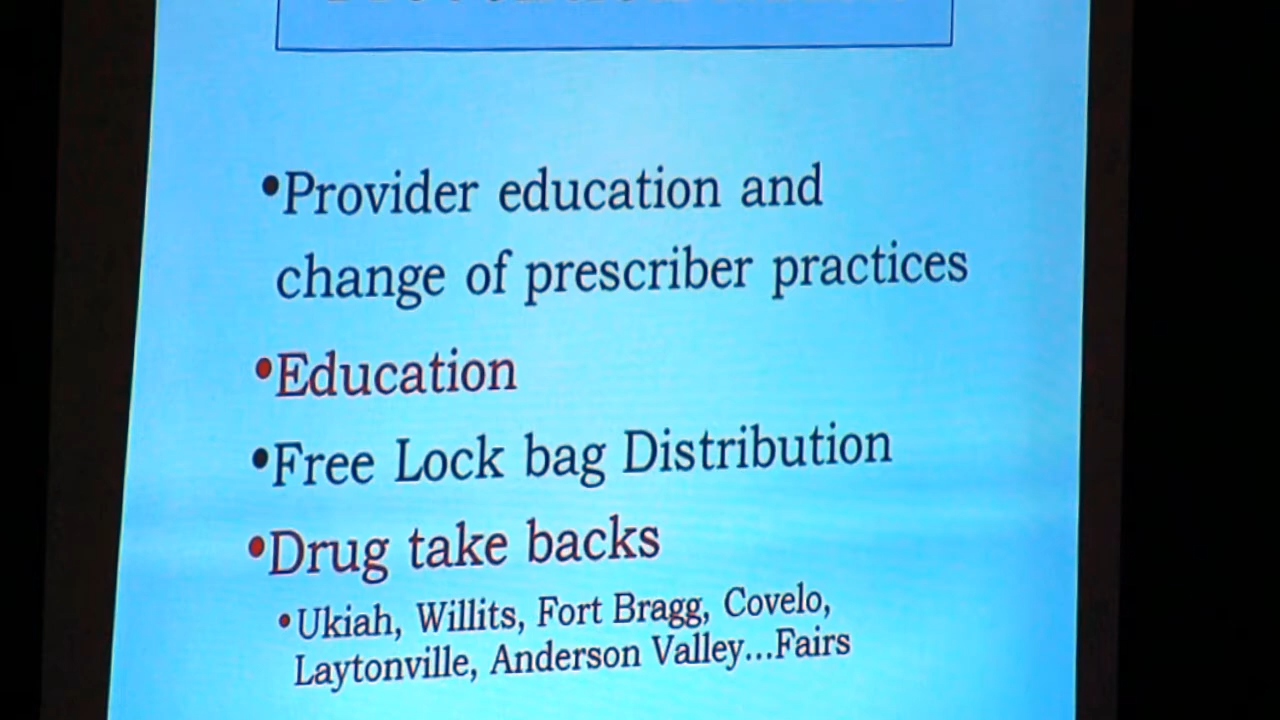 •Provider education and
change of prescriber practices
•Education
•Free Lock bag Distribution
•Drug take backs
•Ukiah, Willits, Fort Bragg, Covelo,
Laytonville, Anderson Valley...Fairs